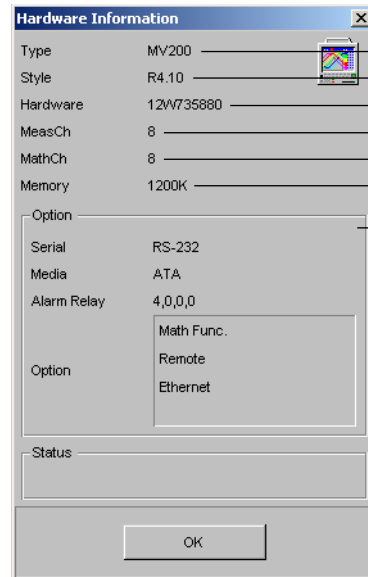 Hardware Information
Type MV200
Style R4.10
Hardware 12W735880
MeasCh 8
MathCh 8
Memory 1200K
Option
Serial RS-232
Media ATA
Alarm Relay 4,0,0,0
Option
Math Func.
Remote
Ethernet
Status
OK